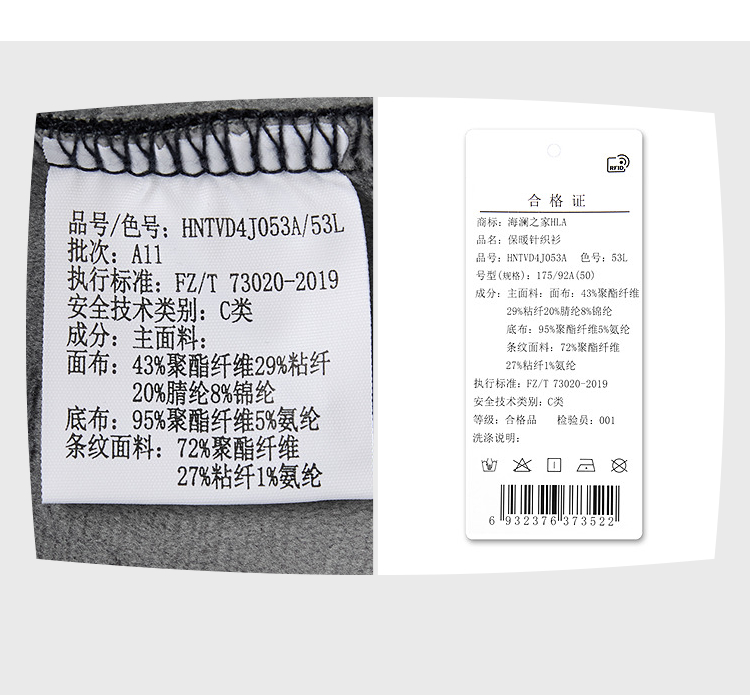 品号/色号: HNTVD4J053A/53L
批次: A11
执行标准: FZ/T 73020-2019
安全技术类别: C类
成分: 主面料:
面布: 43%聚酯纤维29%粘纤
20%腈纶8%锦纶
底布: 95%聚酯纤维5%氨纶
条纹面料: 72%聚酯纤维
27%粘纤1%氨纶
RFID
合格证
商标: 海澜之家HLA
品名: 保暖针织衫
品号: HNTVD4J053A 色号: 53L
号型(规格): 175/92A(50)
成分: 主面料: 面布: 43%聚酯纤维
29%粘纤20%腈纶8%锦纶
底布: 95%聚酯纤维5%氨纶
条纹面料: 72%聚酯纤维
27%粘纤1%氨纶
执行标准: FZ/T 73020-2019
安全技术类别: C类
等级: 合格品 检验员: 001
洗涤说明:
6 932376 373522